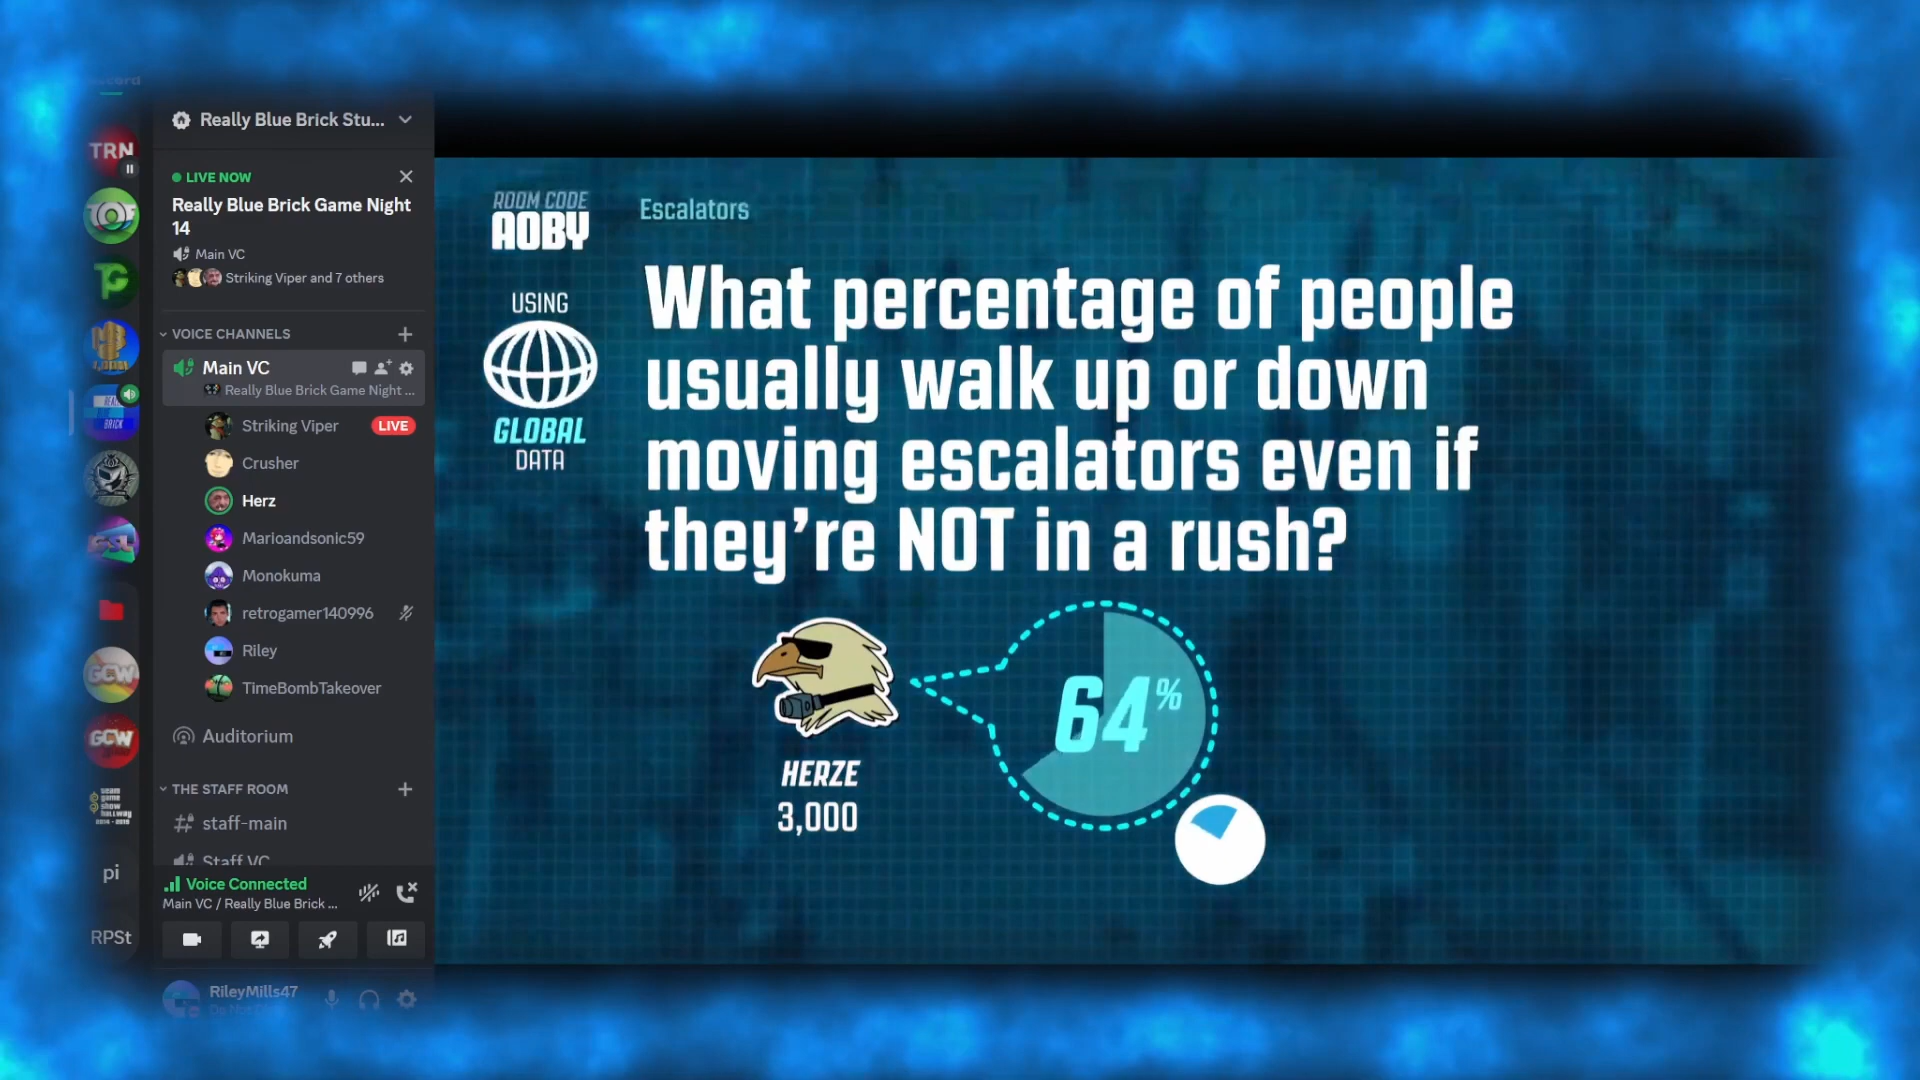 TRN
GSL
GCW
GCW
pi
RPSt
Really Blue Brick Stu...
LIVE NOW
Really Blue Brick Game Night
14
Main VC
Striking Viper and 7 others
VOICE CHANNELS
Main VC
Really Blue Brick Game Night ...
Striking Viper
LIVE
Crusher
Herz
Marioandsonic59
Monokuma
retrogamer140996
Riley
TimeBombTakeover
Auditorium
THE STAFF ROOM
staff-main
Staff VC
Voice Connected
Main VC / Really Blue Brick ...
RileyMills47
ROOM CODE
AOBY
USING
GLOBAL
DATA
Escalators
What percentage of people
usually walk up or down
moving escalators even if
they're NOT in a rush?
64%
HERZE
3,000